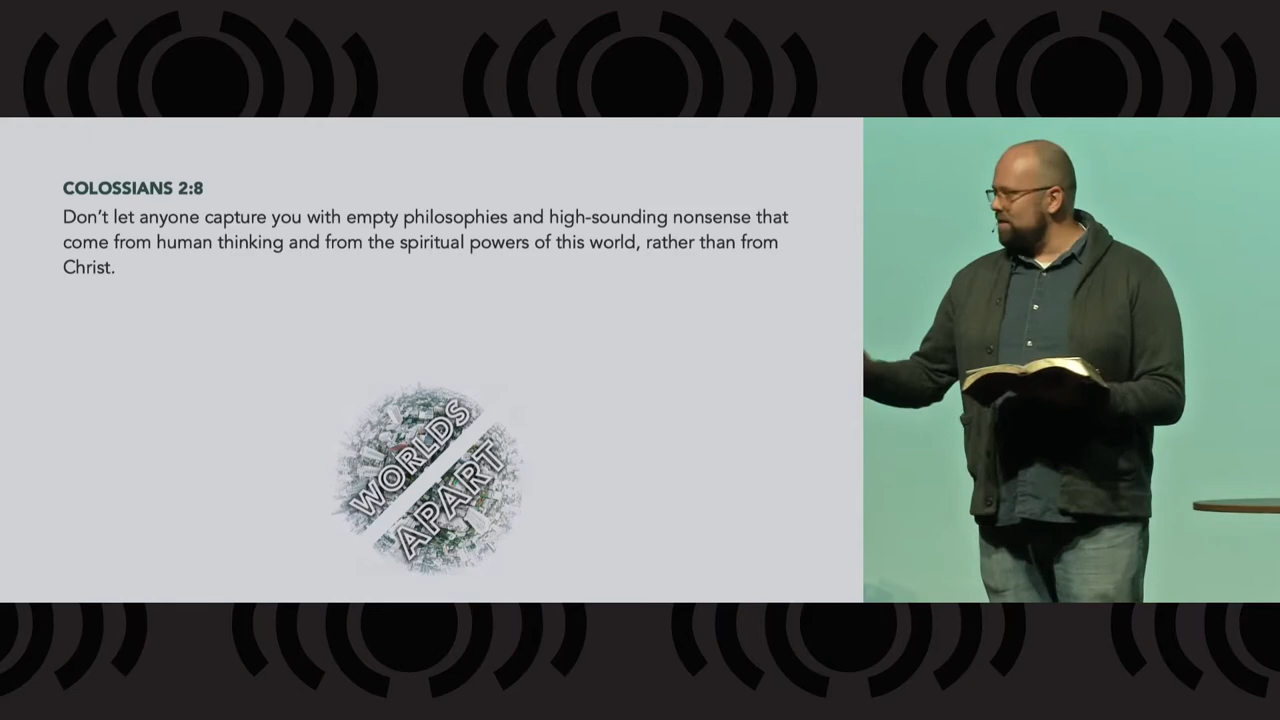 COLOSSIANS 2:8
Don’t let anyone capture you with empty philosophies and high-sounding nonsense that
come from human thinking and from the spiritual powers of this world, rather than from
Christ.
WORLDS
APART